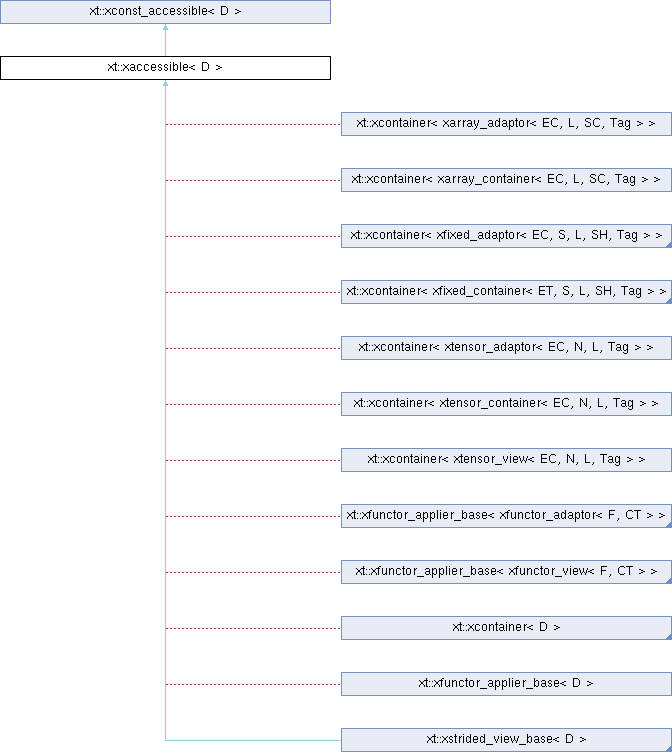 xt::xconst_accessible< D >
xt::xaccessible< D >
xt::xcontainer< xarray_adaptor< EC, L, SC, Tag > >
xt::xcontainer< xarray_container< EC, L, SC, Tag > >
xt::xcontainer< xfixed_adaptor< EC, S, L, SH, Tag > >
xt::xcontainer< xfixed_container< ET, S, L, SH, Tag > >
xt::xcontainer< xtensor_adaptor< EC, N, L, Tag > >
xt::xcontainer< xtensor_container< EC, N, L, Tag > >
xt::xcontainer< xtensor_view< EC, N, L, Tag > >
xt::xfunctor_applier_base< xfunctor_adaptor< F, CT > >
xt::xfunctor_applier_base< xfunctor_view< F, CT > >
xt::xcontainer< D >
xt::xfunctor_applier_base< D >
xt::xstrided_view_base< D >